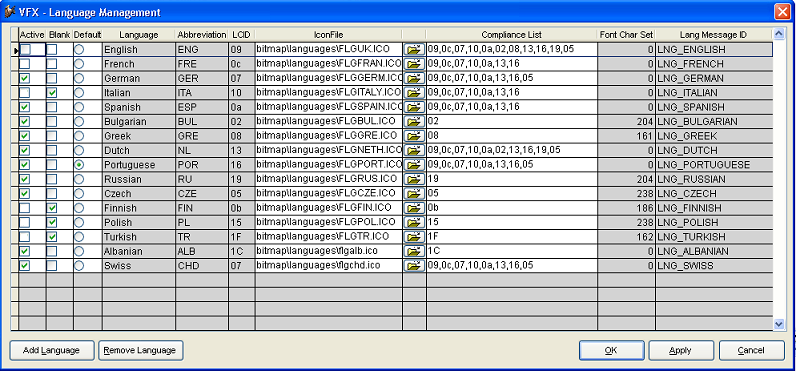 VFX - Language Management
Active Blank Default Language Abbreviation LCID IconFile Compliance List Font Char Set Lang Message ID
English ENG 09 bitmap\languages\FLGUK.ICO 09,0c,07,10,0a,02,08,13,16,19,05 0 LNG_ENGLISH
French FRE 0c bitmap\languages\FLGFRAN.ICO 09,0c,07,10,0a,13,16 0 LNG_FRENCH
German GER 07 bitmap\languages\FLGGERM.ICO 09,0c,07,10,0a,13,16,05 0 LNG_GERMAN
Italian ITA 10 bitmap\languages\FLGITALY.ICO 09,0c,07,10,0a,13,16 0 LNG_ITALIAN
Spanish ESP 0a bitmap\languages\FLGSPAIN.ICO 09,0c,07,10,0a,13,16 0 LNG_SPANISH
Bulgarian BUL 02 bitmap\languages\FLGBUL.ICO 02 204 LNG_BULGARIAN
Greek GRE 08 bitmap\languages\FLGGRE.ICO 08 161 LNG_GREEK
Dutch NL 13 bitmap\languages\FLGNETH.ICO 09,0c,07,10,0a,02,13,16,19,05 0 LNG_DUTCH
Portuguese POR 16 bitmap\languages\FLGPORT.ICO 09,0c,07,10,0a,13,16,05 0 LNG_PORTUGUESE
Russian RU 19 bitmap\languages\FLGRUS.ICO 19 204 LNG_RUSSIAN
Czech CZE 05 bitmap\languages\FLGCZE.ICO 05 238 LNG_CZECH
Finnish FIN 0b bitmap\languages\FLGFIN.ICO 0b 186 LNG_FINNISH
Polish PL 15 bitmap\languages\FLGPOL.ICO 15 238 LNG_POLISH
Turkish TR 1F bitmap\languages\FLGTR.ICO 1F 162 LNG_TURKISH
Albanian ALB 1C bitmap\languages\flgalb.ico 1C 0 LNG_ALBANIAN
Swiss CHD 07 bitmap\languages\flgchd.ico 09,0c,07,10,0a,13,16,05 0 LNG_SWISS
Add Language Remove Language OK Apply Cancel